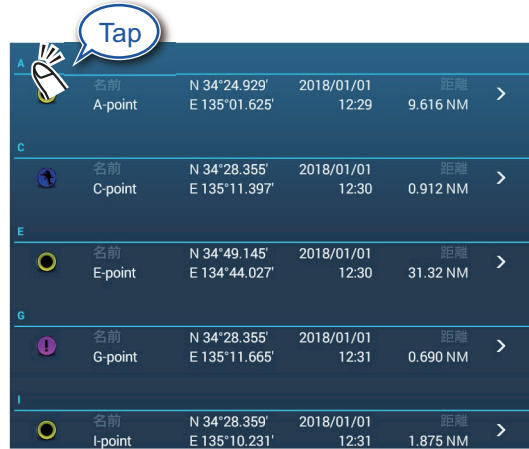 Tap
A
名前 N 34°24.929' 2018/01/01 距離
A-point E 135°01.625' 12:29 9.616 NM
C
名前 N 34°28.355' 2018/01/01 距離
C-point E 135°11.397' 12:30 0.912 NM
E
名前 N 34°49.145' 2018/01/01 距離
E-point E 134°44.027' 12:30 31.32 NM
G
名前 N 34°28.355' 2018/01/01 距離
G-point E 135°11.665' 12:31 0.690 NM
I
名前 N 34°28.359' 2018/01/01 距離
I-point E 135°10.231' 12:31 1.875 NM